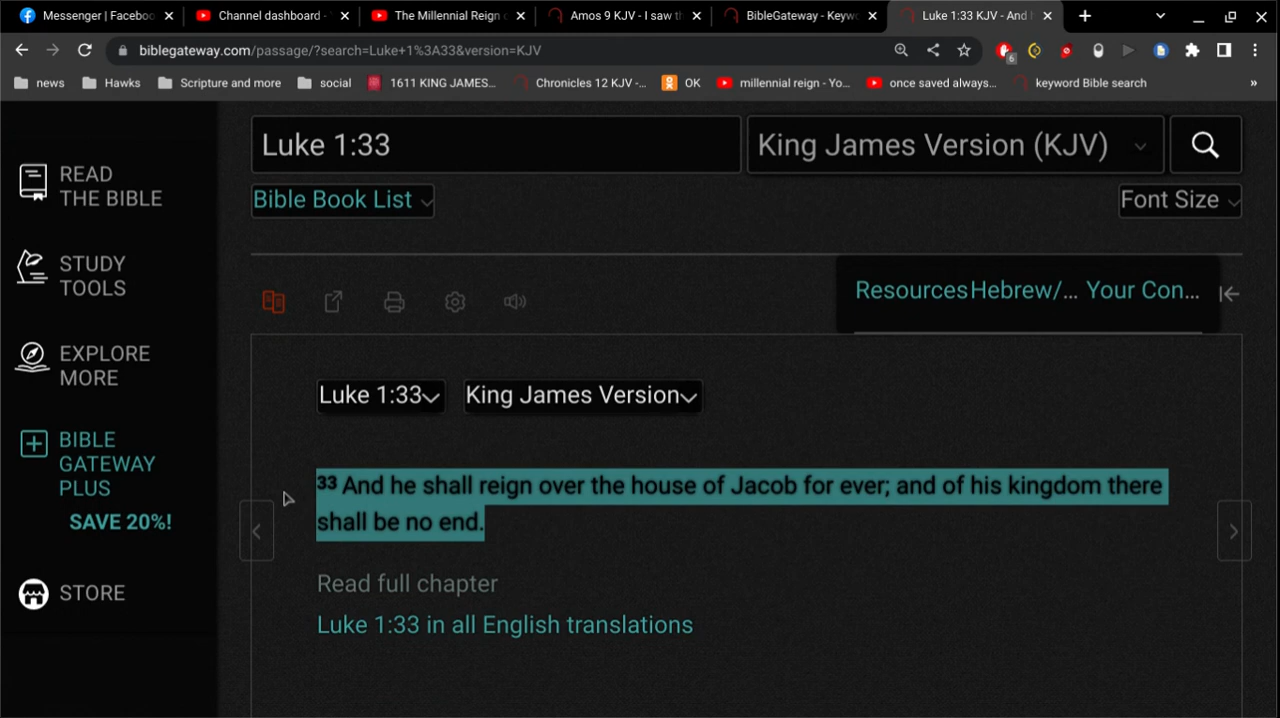 Messenger | Faceboo
Channel dashboard -
The Millennial Reign o
Amos 9 KJV - I saw th
BibleGateway - Keyw
Luke 1:33 KJV - And h
biblegateway.com/passage/?search=Luke+1%3A33&version=KJV
6
news
Hawks
Scripture and more
social
1611 KING JAMES...
Chronicles 12 KJV -...
OK
millennial reign - Yo...
once saved always...
keyword Bible search
»
Luke 1:33
King James Version (KJV)
Bible Book List
Font Size
READ
THE BIBLE
STUDY
TOOLS
EXPLORE
MORE
BIBLE
GATEWAY
PLUS
SAVE 20%!
STORE
Resources Hebrew/... Your Con...
Luke 1:33
King James Version
33 And he shall reign over the house of Jacob for ever; and of his kingdom there
shall be no end.
Read full chapter
Luke 1:33 in all English translations